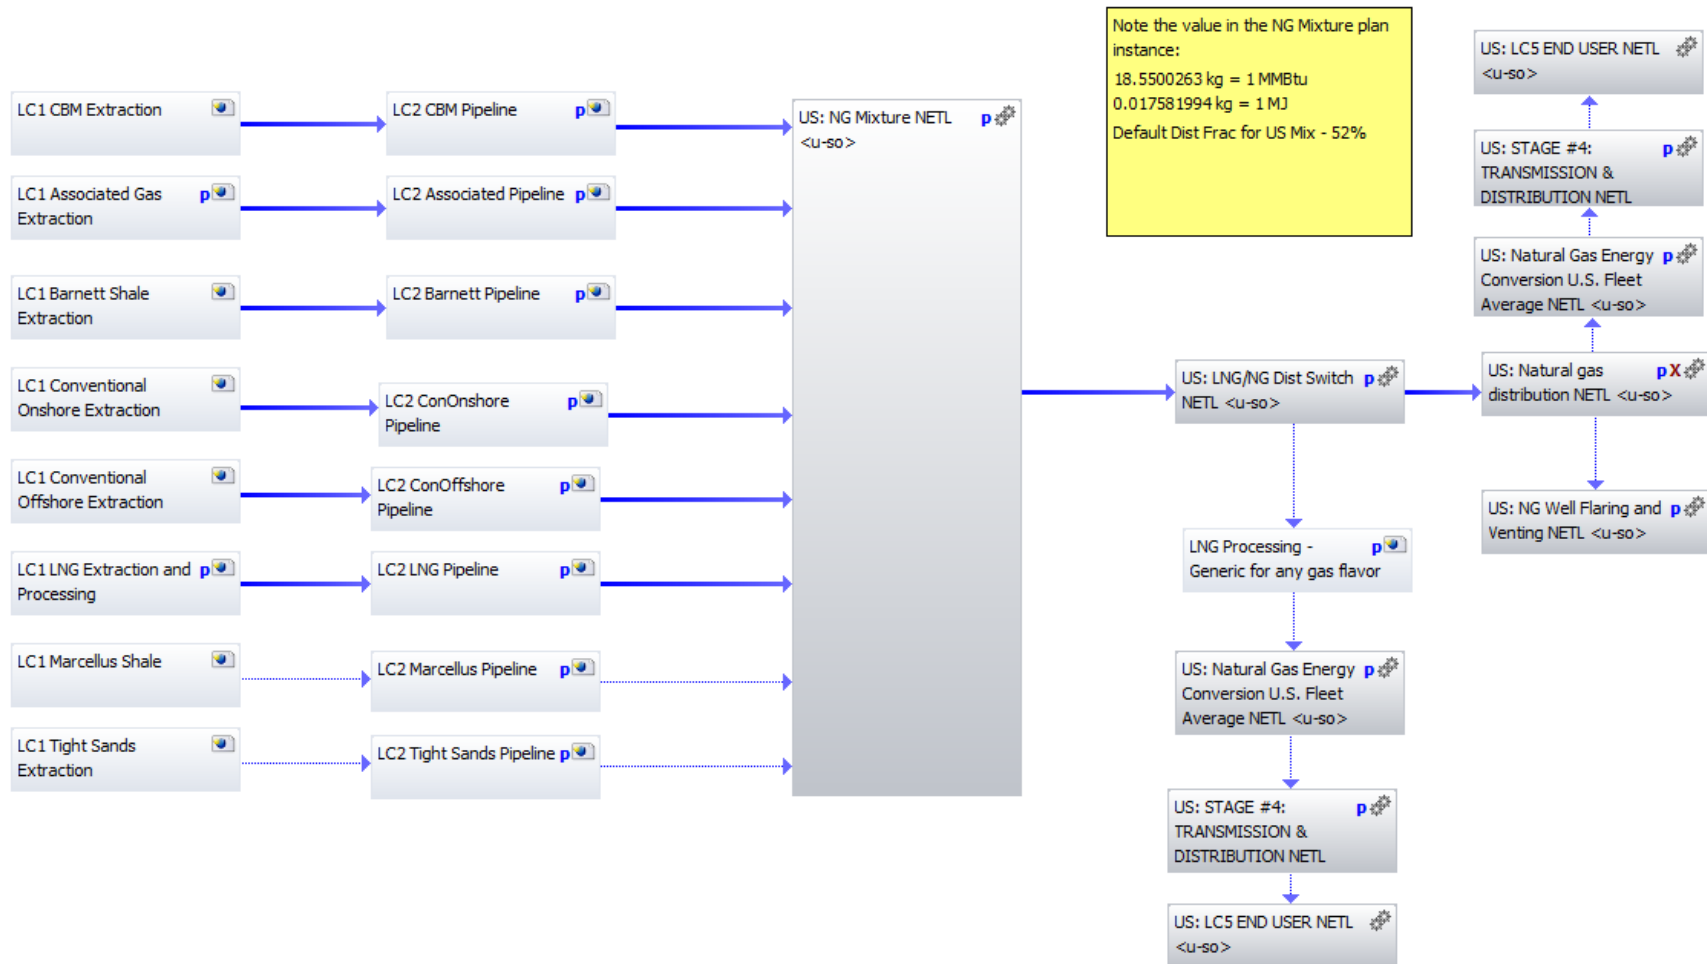 LC1 CBM Extraction
LC2 CBM Pipeline p
LC1 Associated Gas p
Extraction
LC2 Associated Pipeline p
LC1 Barnett Shale
Extraction
LC2 Barnett Pipeline p
LC1 Conventional
Onshore Extraction
LC2 ConOnshore p
Pipeline
LC1 Conventional
Offshore Extraction
LC2 ConOffshore p
Pipeline
LC1 LNG Extraction and p
Processing
LC2 LNG Pipeline p
LC1 Marcellus Shale
LC2 Marcellus Pipeline p
LC1 Tight Sands
Extraction
LC2 Tight Sands Pipeline p
US: NG Mixture NETL p
<u-so>
Note the value in the NG Mixture plan
instance:
18.5500263 kg = 1 MMBtu
0.017581994 kg = 1 MJ
Default Dist Frac for US Mix - 52%
US: LNG/NG Dist Switch p
NETL <u-so>
LNG Processing - p
Generic for any gas flavor
US: Natural Gas Energy p
Conversion U.S. Fleet
Average NETL <u-so>
US: STAGE #4: p
TRANSMISSION &
DISTRIBUTION NETL
US: LC5 END USER NETL
<u-so>
US: LC5 END USER NETL
<u-so>
US: STAGE #4: p
TRANSMISSION &
DISTRIBUTION NETL
US: Natural Gas Energy p
Conversion U.S. Fleet
Average NETL <u-so>
US: Natural gas p X
distribution NETL <u-so>
US: NG Well Flaring and p
Venting NETL <u-so>